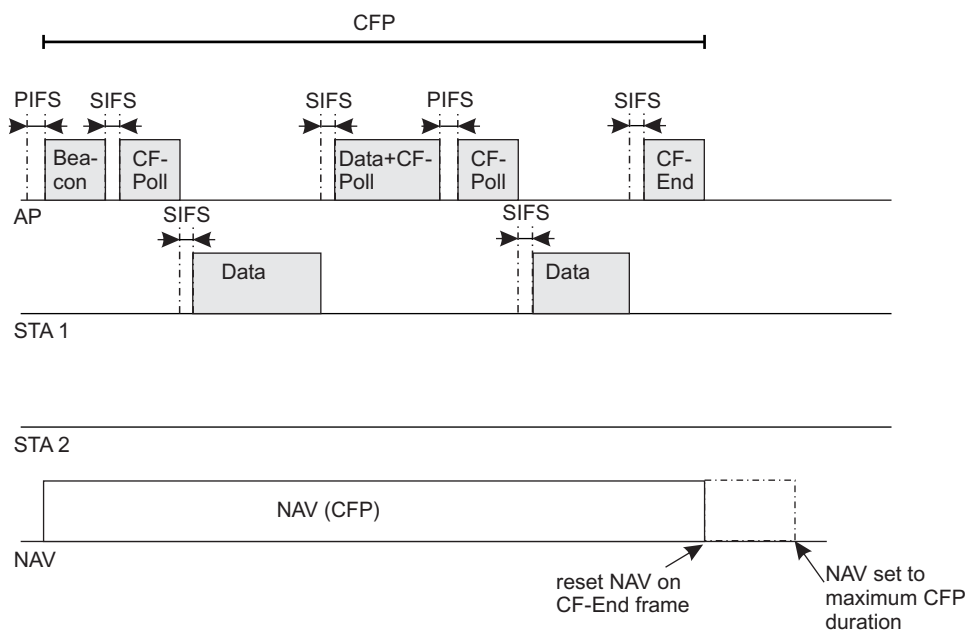 CFP
PIFS SIFS SIFS PIFS SIFS
Bea-
con
CF-
Poll
Data+CF-
Poll
CF-
Poll
CF-
End
AP
SIFS SIFS
Data Data
STA 1
STA 2
NAV (CFP)
NAV
reset NAV on
CF-End frame
NAV set to
maximum CFP
duration